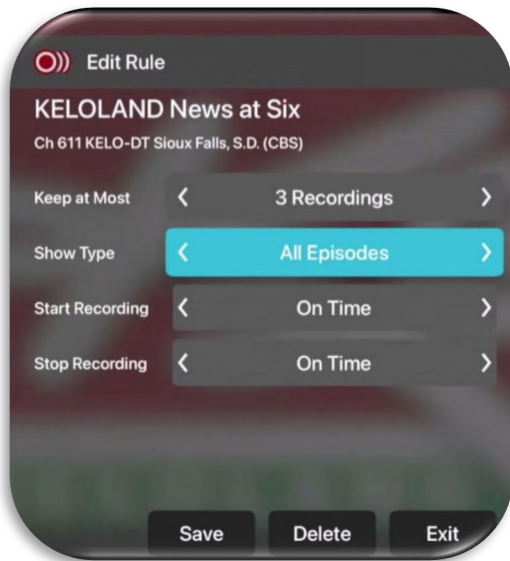 Edit Rule
KELOLAND News at Six
Ch 611 KELO-DT Sioux Falls, S.D. (CBS)
Keep at Most 3 Recordings
Show Type All Episodes
Start Recording On Time
Stop Recording On Time
Save Delete Exit